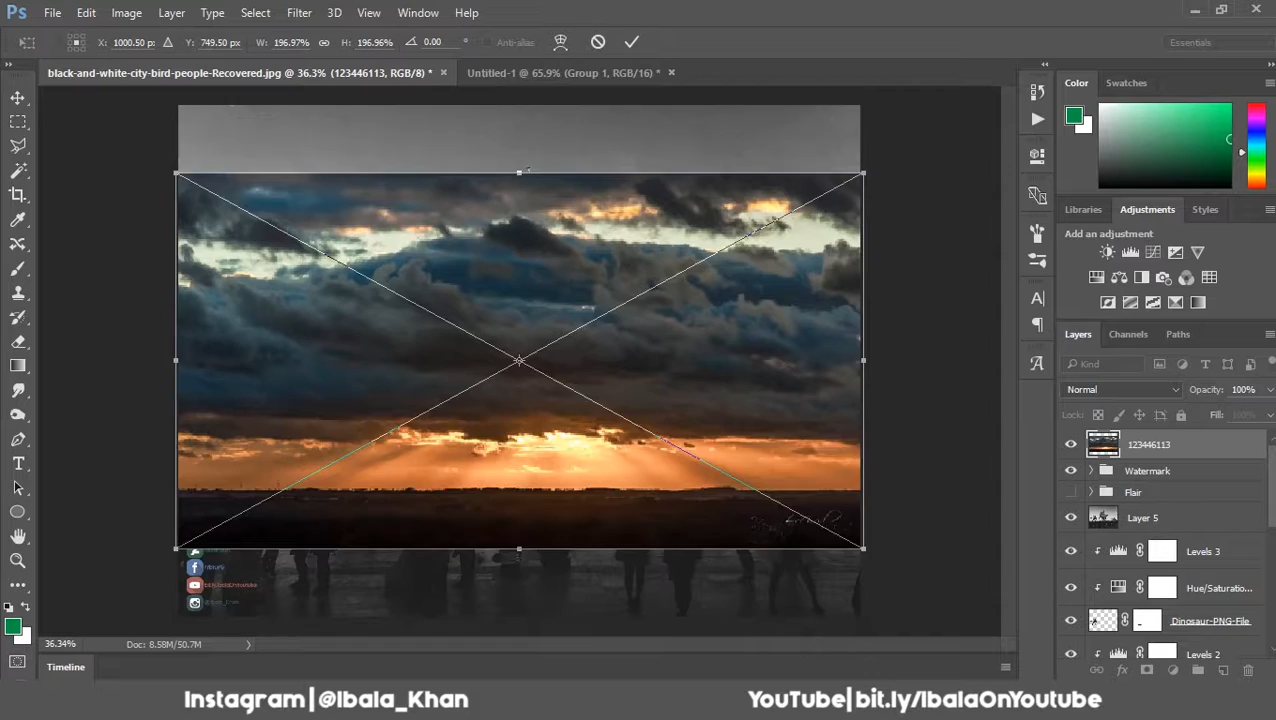 Ps File Edit Image Layer Type Select Filter 3D View Window Help
X: 1000.50 px Y: 749.50 px W: 196.97% H: 196.96% 0.00 ° Anti-alias Essentials
black-and-white-city-bird-people-Recovered.jpg @ 36.3% (123446113, RGB/8) * × Untitled-1 @ 65.9% (Group 1, RGB/16) * ×
Color Swatches
Libraries Adjustments Styles
Add an adjustment
Layers Channels Paths
Kind
Normal Opacity: 100%
Lock: Fill: 100%
123446113
Watermark
Flair
Layer 5
Levels 3
Hue/Saturatio...
Dinosaur-PNG-File
Levels 2
36.34% Doc: 8.58M/50.7M
Timeline
Instagram|@Ibala_Khan YouTube|bit.ly/IbalaOnYoutube